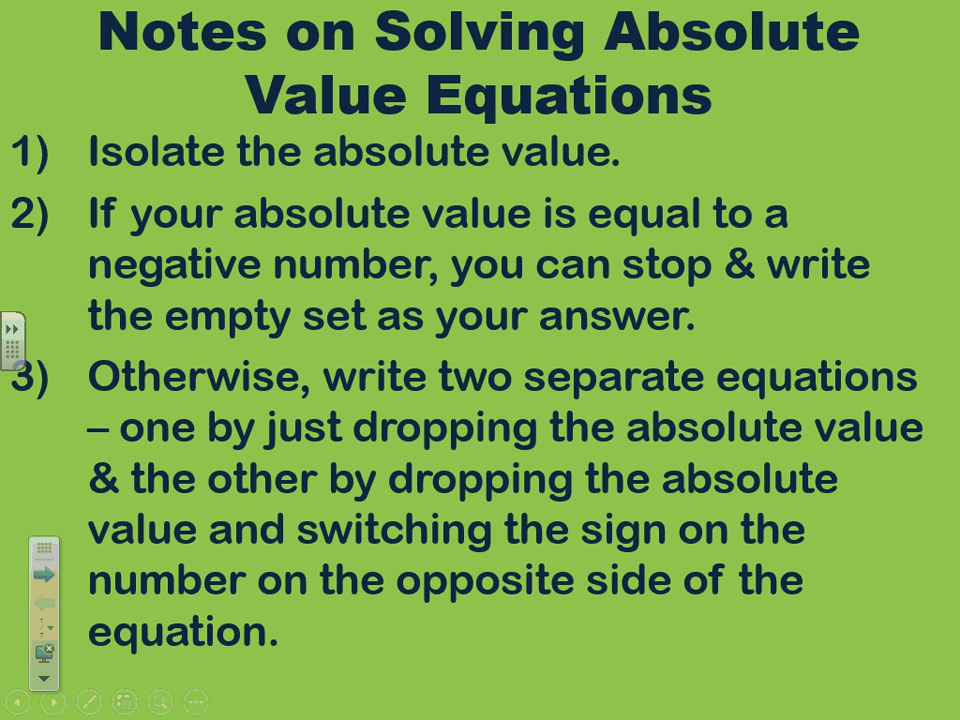 Notes on Solving Absolute
Value Equations
1) Isolate the absolute value.
2) If your absolute value is equal to a
negative number, you can stop & write
the empty set as your answer.
3) Otherwise, write two separate equations
– one by just dropping the absolute value
& the other by dropping the absolute
value and switching the sign on the
number on the opposite side of the
equation.